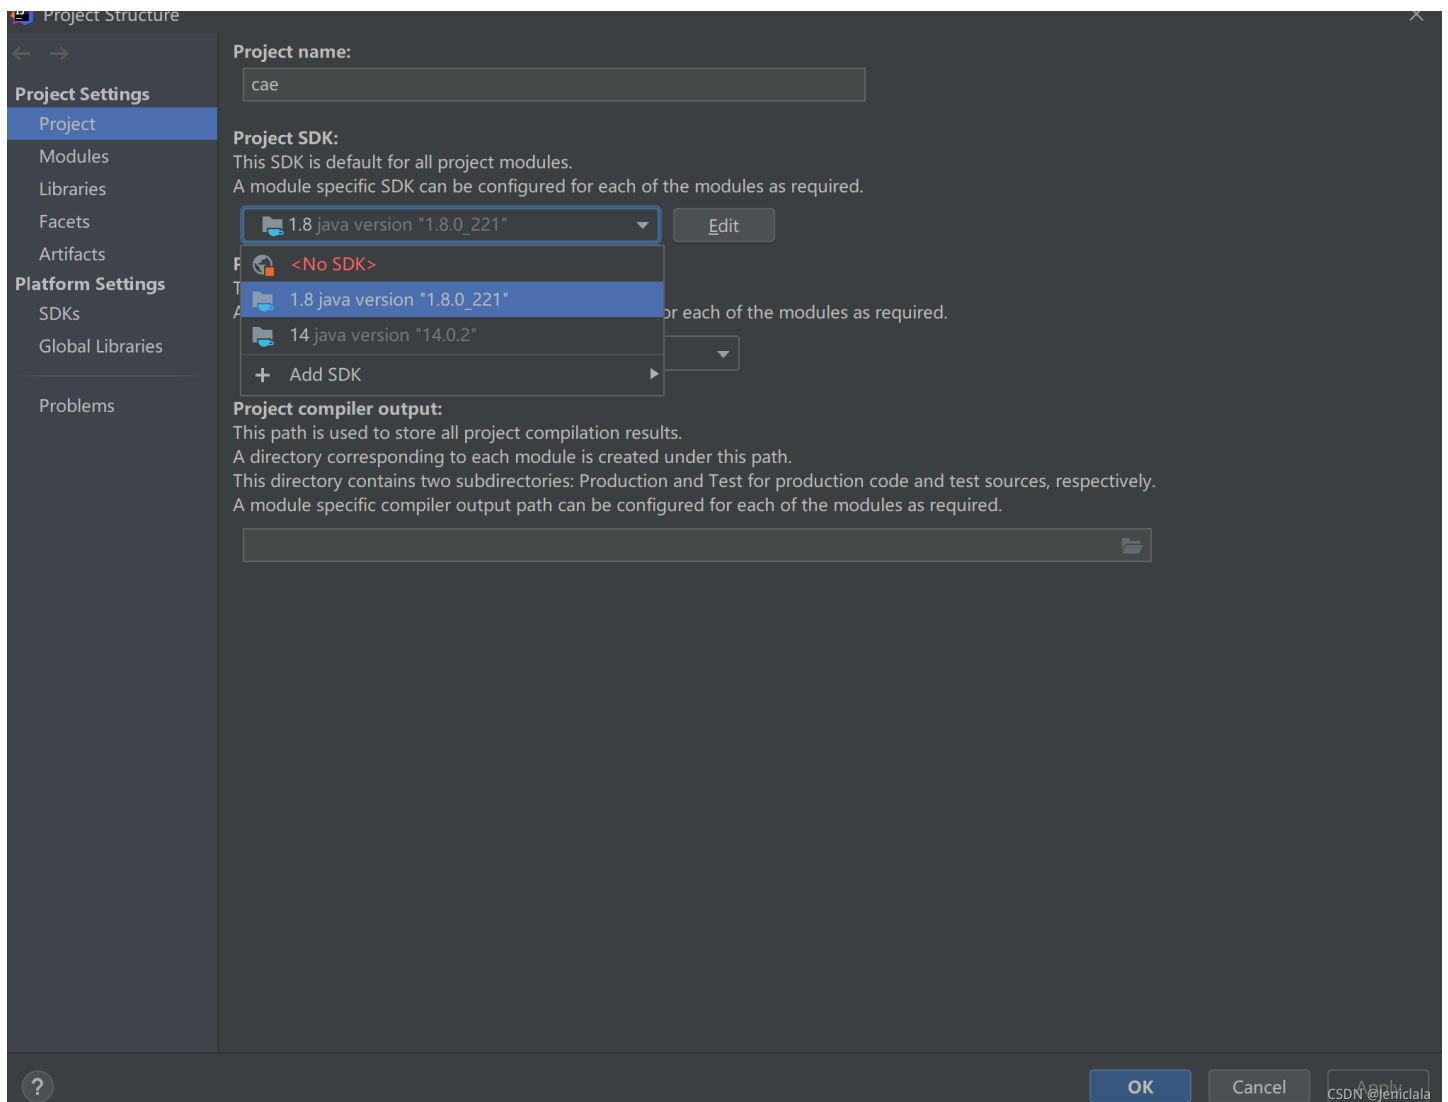 Project Structure
Project name:
cae
Project Settings
Project
Modules
Libraries
Facets
Artifacts
Platform Settings
SDKs
Global Libraries
Problems
Project SDK:
This SDK is default for all project modules.
A module specific SDK can be configured for each of the modules as required.
1.8 java version "1.8.0_221"
Edit
<No SDK>
1.8 java version "1.8.0_221"
r each of the modules as required.
14 java version "14.0.2"
Add SDK
Project compiler output:
This path is used to store all project compilation results.
A directory corresponding to each module is created under this path.
This directory contains two subdirectories: Production and Test for production code and test sources, respectively.
A module specific compiler output path can be configured for each of the modules as required.
?
OK
Cancel
Apply
CSDN @jeniclala